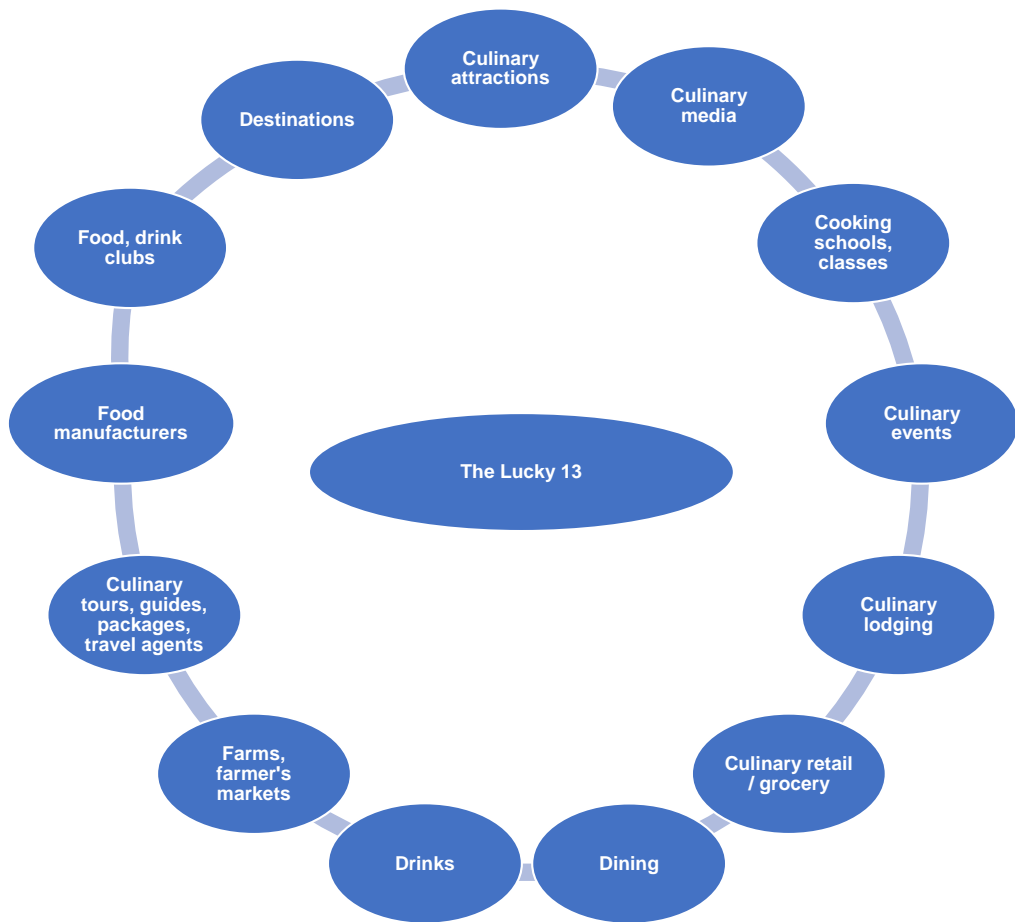 Culinary
attractions
Culinary
media
Cooking
schools,
classes
Culinary
events
Culinary
lodging
Culinary retail
/ grocery
Dining
Drinks
Farms,
farmer's
markets
Culinary
tours, guides,
packages,
travel agents
Food
manufacturers
Food, drink
clubs
Destinations
The Lucky 13